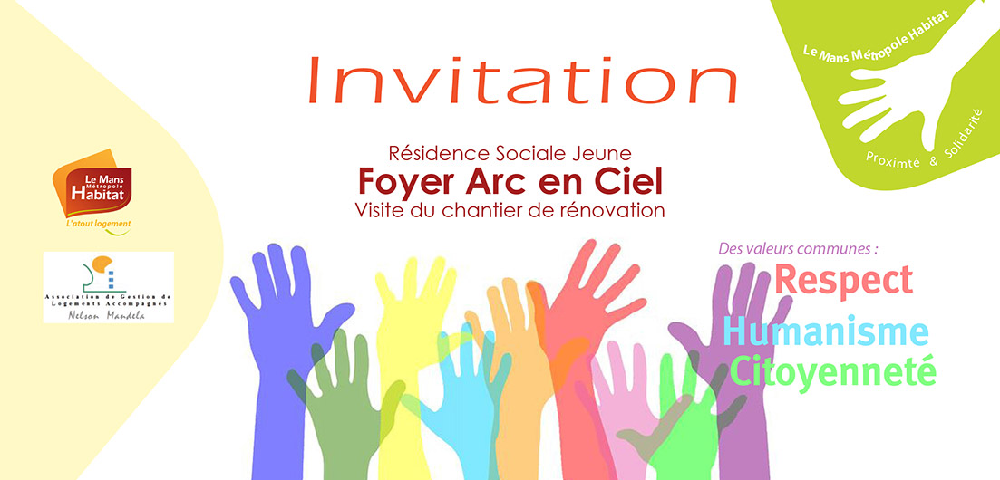 Invitation
Résidence Sociale Jeune
Foyer Arc en Ciel
Visite du chantier de rénovation
Le Mans Métropole Habitat
Proximté & Solidarité
Le Mans
Métropole
Habitat
L'atout logement
Association de Gestion de
Logements Accompagnés
Nelson Mandela
Des valeurs communes :
Respect
Humanisme
Citoyenneté